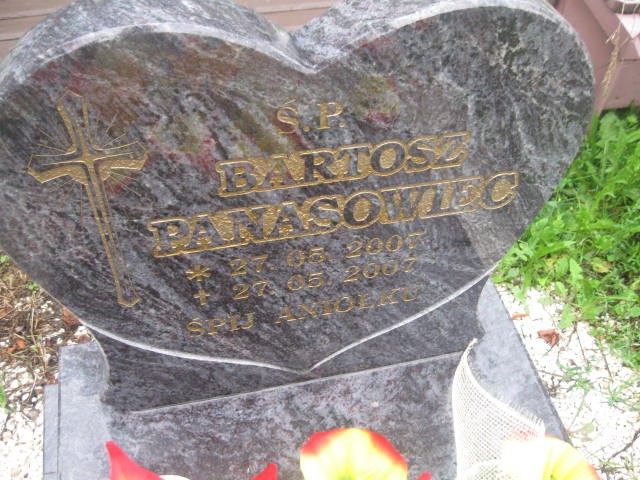 Ś.P.
BARTOSZ
PANASOWIEC
* 27.05.2007
+ 27.05.2007
ŚPIJ ANIOŁKU